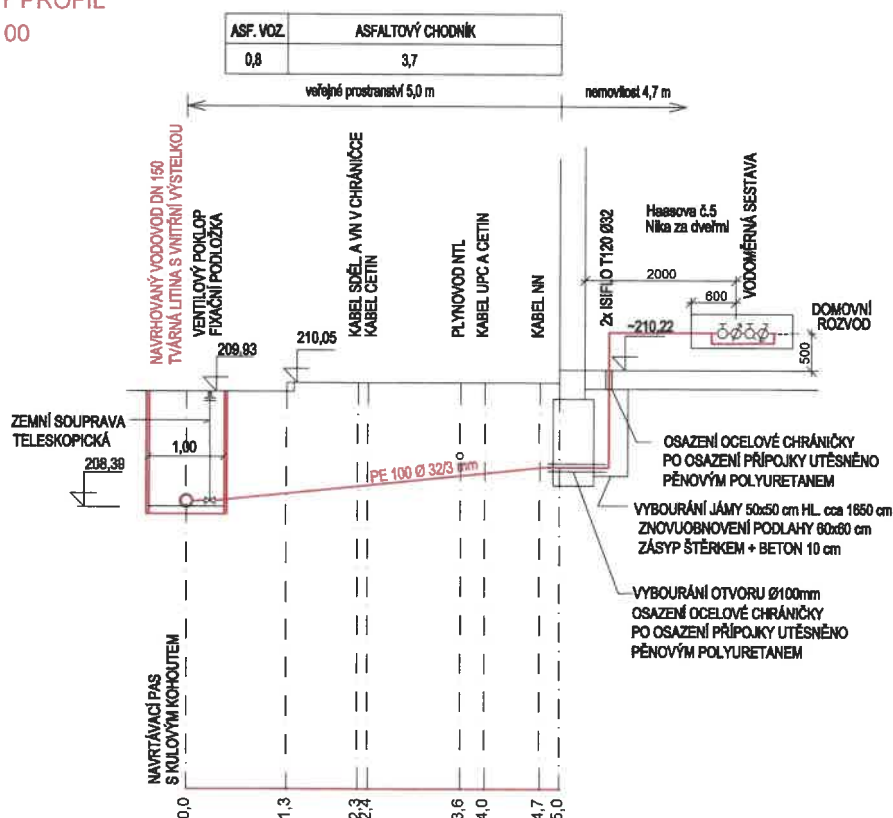 PROFIL
00
ASF. VOZ. ASFALTOVÝ CHODNÍK
0,8 3,7
veřejné prostranství 5,0 m
nemovitost 4,7 m
NAVRHOVANÝ VODOVOD DN 150
TVÁRNÁ LITINA S VNITŘNÍ VÝSTELKOU
VENTILOVÝ POKLOP
FIXAČNÍ PODLOŽKA
KABEL SDĚL. A VN V CHRÁNIČCE
KABEL CETIN
PLYNOVOD NTL
KABEL UPC A CETIN
KABEL NN
2x ISIFLO T120 Ø32
Haasova č.5
Nika za dveřmi
VODOMĚRNÁ SESTAVA
2000
600
DOMOVNÍ
ROZVOD
500
209,93
210,05
~210,22
ZEMNÍ SOUPRAVA
TELESKOPICKÁ
1,00
208,39
PE 100 Ø 32/3 mm
OSAZENÍ OCELOVÉ CHRÁNIČKY
PO OSAZENÍ PŘÍPOJKY UTĚSNĚNO
PĚNOVÝM POLYURETANEM
VYBOURÁNÍ JÁMY 50x50 cm HL. cca 1650 cm
ZNOVUOBNOVENÍ PODLAHY 60x60 cm
ZÁSYP ŠTĚRKEM + BETON 10 cm
VYBOURÁNÍ OTVORU Ø100mm
OSAZENÍ OCELOVÉ CHRÁNIČKY
PO OSAZENÍ PŘÍPOJKY UTĚSNĚNO
PĚNOVÝM POLYURETANEM
NAVRTÁVACÍ PAS
S KULOVÝM KOHOUTEM
0,0
1,3
2,3
2,4
3,6
4,0
4,7
5,0